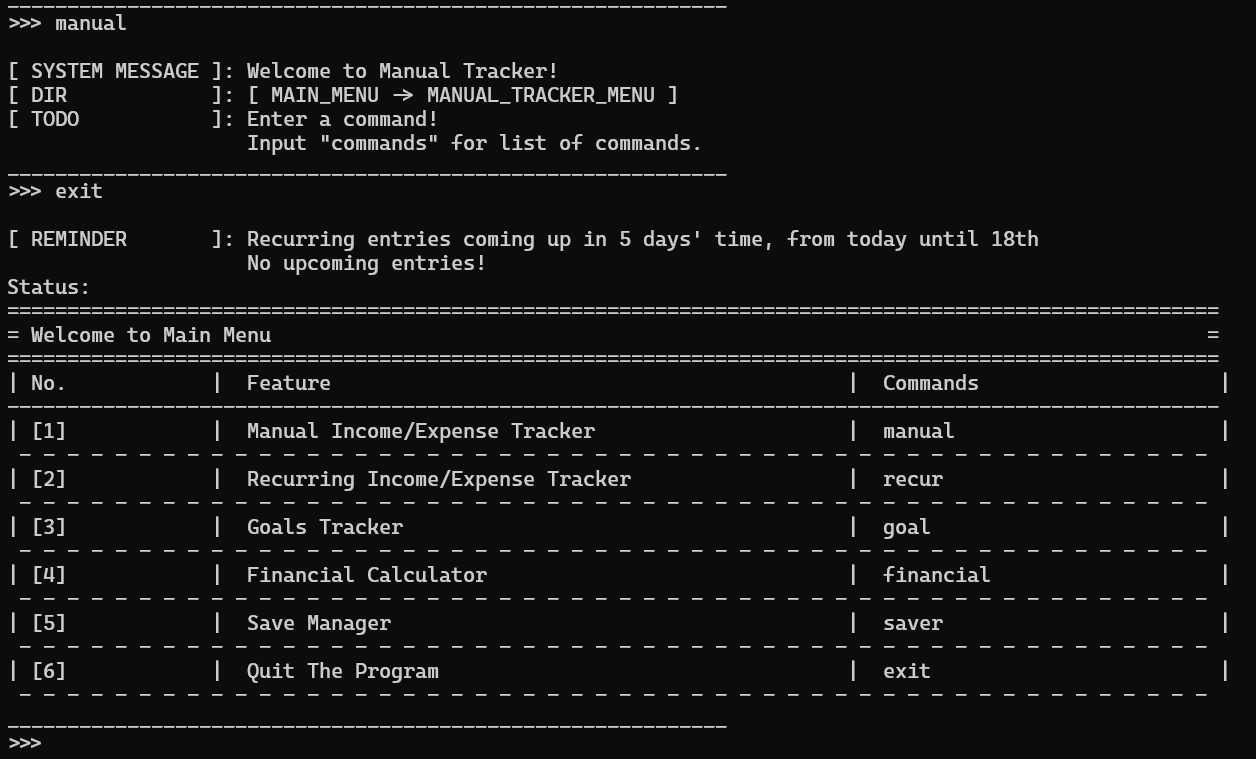 >>> manual
[ SYSTEM MESSAGE ]: Welcome to Manual Tracker!
[ DIR            ]: [ MAIN_MENU -> MANUAL_TRACKER_MENU ]
[ TODO           ]: Enter a command!
                    Input "commands" for list of commands.
>>> exit
[ REMINDER       ]: Recurring entries coming up in 5 days' time, from today until 18th
                    No upcoming entries!
Status:
= Welcome to Main Menu =
| No. | Feature | Commands |
| [1] | Manual Income/Expense Tracker | manual |
| [2] | Recurring Income/Expense Tracker | recur |
| [3] | Goals Tracker | goal |
| [4] | Financial Calculator | financial |
| [5] | Save Manager | saver |
| [6] | Quit The Program | exit |
>>>